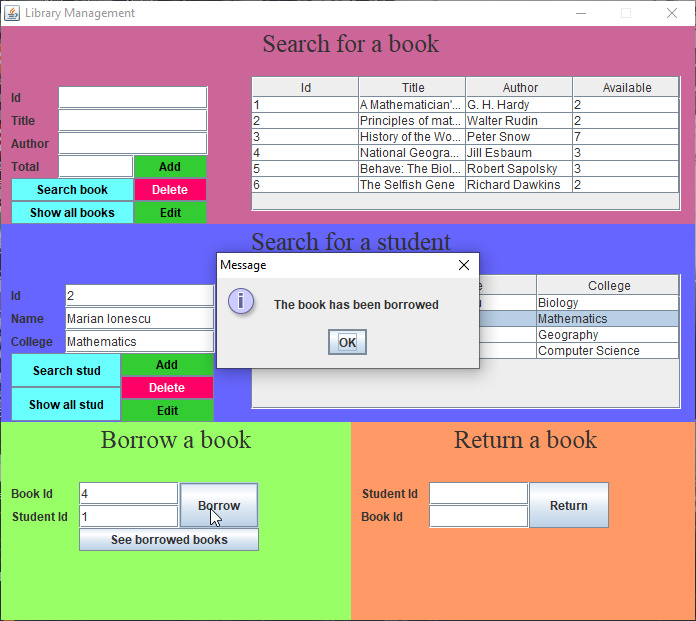 Library Management
Search for a book
Id
Title
Author
Total
Add
Search book
Delete
Show all books
Edit
Id Title Author Available
1 A Mathematician'... G. H. Hardy 2
2 Principles of mat... Walter Rudin 2
3 History of the Wo... Peter Snow 7
4 National Geogra... Jill Esbaum 3
5 Behave: The Biol... Robert Sapolsky 3
6 The Selfish Gene Richard Dawkins 2
Search for a student
Id 2
Name Marian Ionescu
College Mathematics
Search stud
Add
Delete
Show all stud
Edit
College
Biology
Mathematics
Geography
Computer Science
Message
The book has been borrowed
OK
Borrow a book
Book Id 4
Student Id 1
Borrow
See borrowed books
Return a book
Student Id
Book Id
Return